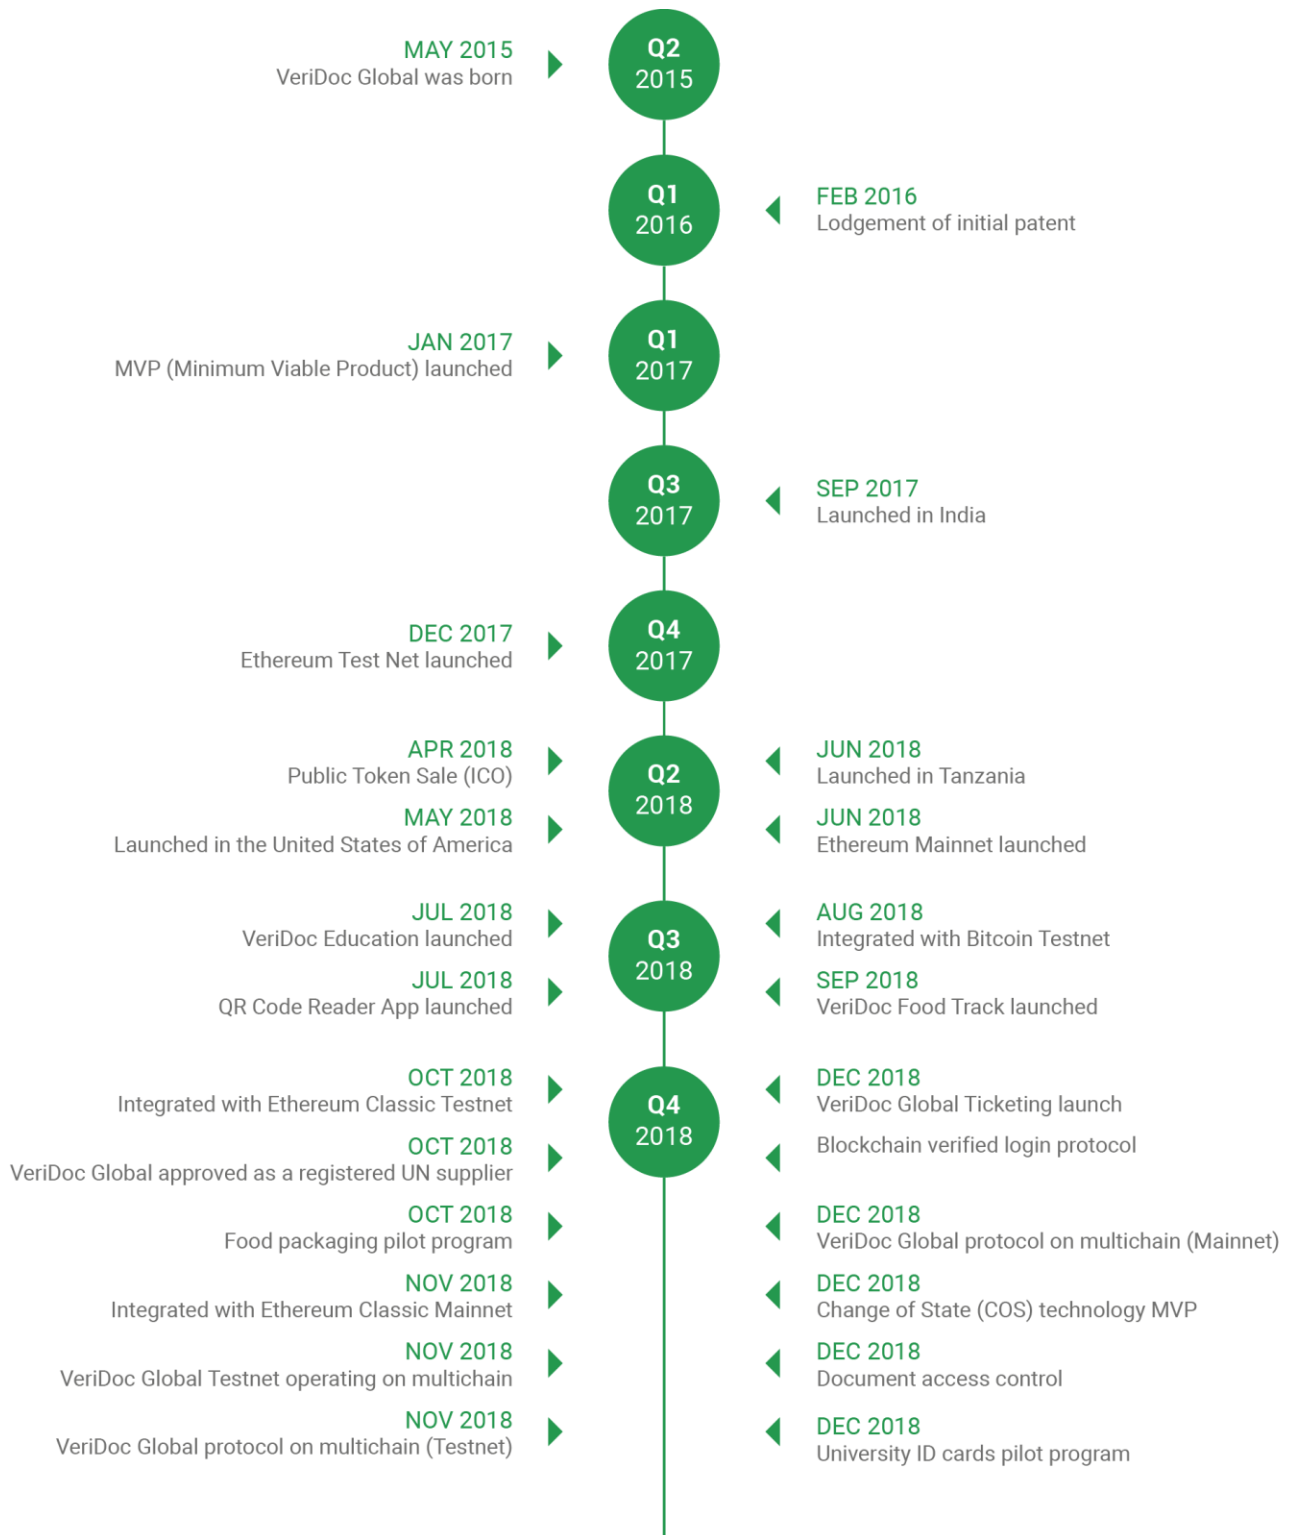 MAY 2015
VeriDoc Global was born
Q2
2015
Q1
2016
FEB 2016
Lodgement of initial patent
JAN 2017
MVP (Minimum Viable Product) launched
Q1
2017
Q3
2017
SEP 2017
Launched in India
DEC 2017
Ethereum Test Net launched
Q4
2017
APR 2018
Public Token Sale (ICO)
MAY 2018
Launched in the United States of America
Q2
2018
JUN 2018
Launched in Tanzania
JUN 2018
Ethereum Mainnet launched
JUL 2018
VeriDoc Education launched
JUL 2018
QR Code Reader App launched
Q3
2018
AUG 2018
Integrated with Bitcoin Testnet
SEP 2018
VeriDoc Food Track launched
OCT 2018
Integrated with Ethereum Classic Testnet
OCT 2018
VeriDoc Global approved as a registered UN supplier
OCT 2018
Food packaging pilot program
NOV 2018
Integrated with Ethereum Classic Mainnet
NOV 2018
VeriDoc Global Testnet operating on multichain
NOV 2018
VeriDoc Global protocol on multichain (Testnet)
Q4
2018
DEC 2018
VeriDoc Global Ticketing launch
Blockchain verified login protocol
DEC 2018
VeriDoc Global protocol on multichain (Mainnet)
DEC 2018
Change of State (COS) technology MVP
DEC 2018
Document access control
DEC 2018
University ID cards pilot program